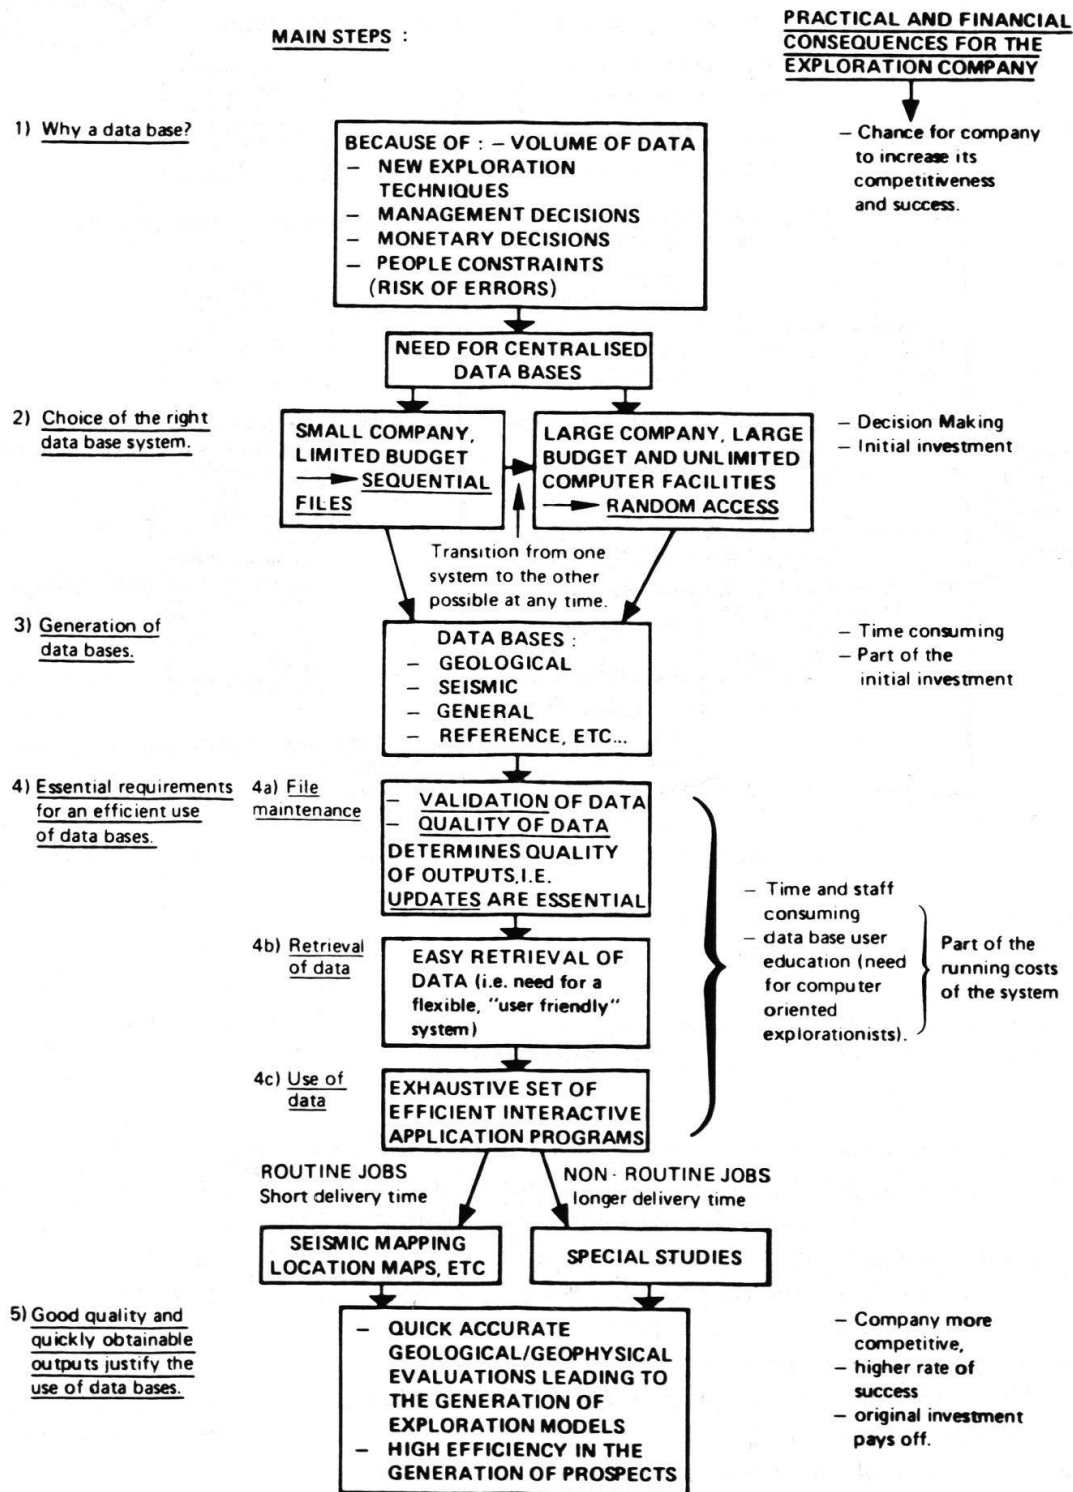 MAIN STEPS :
PRACTICAL AND FINANCIAL
CONSEQUENCES FOR THE
EXPLORATION COMPANY
1) Why a data base?
BECAUSE OF : – VOLUME OF DATA
– NEW EXPLORATION
TECHNIQUES
– MANAGEMENT DECISIONS
– MONETARY DECISIONS
– PEOPLE CONSTRAINTS
(RISK OF ERRORS)
– Chance for company
to increase its
competitiveness
and success.
NEED FOR CENTRALISED
DATA BASES
2) Choice of the right
data base system.
SMALL COMPANY,
LIMITED BUDGET
SEQUENTIAL
FILES
LARGE COMPANY, LARGE
BUDGET AND UNLIMITED
COMPUTER FACILITIES
RANDOM ACCESS
– Decision Making
– Initial investment
Transition from one
system to the other
possible at any time.
3) Generation of
data bases.
DATA BASES :
– GEOLOGICAL
– SEISMIC
– GENERAL
– REFERENCE, ETC...
– Time consuming
– Part of the
initial investment
4) Essential requirements
for an efficient use
of data bases.
4a) File
maintenance
– VALIDATION OF DATA
– QUALITY OF DATA
DETERMINES QUALITY
OF OUTPUTS, I.E.
UPDATES ARE ESSENTIAL
4b) Retrieval
of data
EASY RETRIEVAL OF
DATA (i.e. need for a
flexible, "user friendly"
system)
4c) Use of
data
EXHAUSTIVE SET OF
EFFICIENT INTERACTIVE
APPLICATION PROGRAMS
– Time and staff
consuming
– data base user
education (need
for computer
oriented
explorationists).
Part of the
running costs
of the system
ROUTINE JOBS
Short delivery time
NON - ROUTINE JOBS
longer delivery time
SEISMIC MAPPING
LOCATION MAPS, ETC
SPECIAL STUDIES
5) Good quality and
quickly obtainable
outputs justify the
use of data bases.
– QUICK ACCURATE
GEOLOGICAL/GEOPHYSICAL
EVALUATIONS LEADING TO
THE GENERATION OF
EXPLORATION MODELS
– HIGH EFFICIENCY IN THE
GENERATION OF PROSPECTS
– Company more
competitive,
– higher rate of
success
– original investment
pays off.